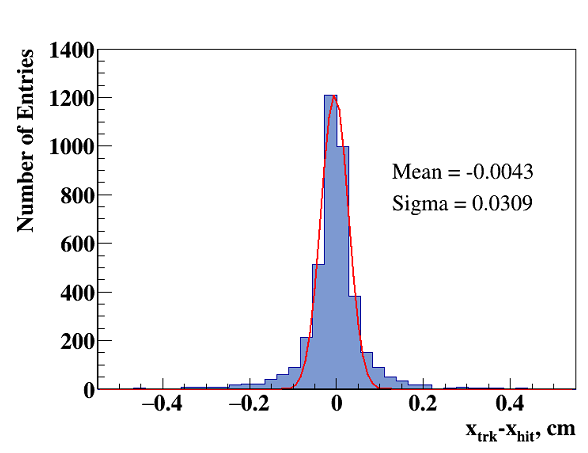 Number of Entries
1400
1200
1000
800
600
400
200
0
Mean = -0.0043
Sigma = 0.0309
−0.4 −0.2 0 0.2 0.4
x_trk-x_hit, cm